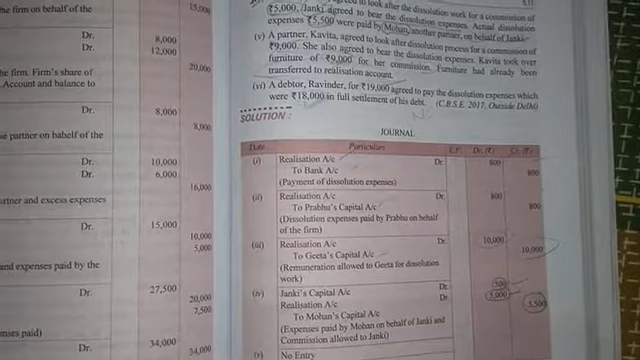 he firm on behalf of the
15,000
Dr.
8,000
Dr.
12,000
20,000
he firm. Firm's share of
Account and balance to
Dr.
8,000
8,000
e partner on babelf of the
Dr.
10,000
Dr.
6,000
16,000
artner and excess expenses
Dr.
15,000
10,000
5,000
and expenses paid by the
Dr.
27,500
20,000
7,500
nses paid)
Dr.
34,000
34,000
look after the dissolution work for a commission of
₹5,000, Janki agreed to bear the dissolution expenses. Actual dissolution
expenses ₹5,500 were paid by Mohan, another partner, on behalf of Janki
(v) A partner, Kavita, agreed to look after dissolution process for a commission of
₹9,000. She also agreed to bear the dissolution expenses. Kavita took over
furniture of ₹9,000 for her commission. Furniture had already been
transferred to realisation account.
(vi) A debtor, Ravinder, for ₹19,000 agreed to pay the dissolution expenses which
were ₹18,000 in full settlement of his debt. (C.B.S.E. 2017, Outside Delhi)
SOLUTION :
JOURNAL
Date Particulars L.F. Dr. (₹) Cr. (₹)
(i) Realisation A/c Dr. 800
To Bank A/c 800
(Payment of dissolution expenses)
(ii) Realisation A/c Dr. 800
To Prabhu's Capital A/c 800
(Dissolution expenses paid by Prabhu on behalf
of the firm)
(iii) Realisation A/c Dr. 10,000
To Geeta's Capital A/c 10,000
(Remuneration allowed to Geeta for dissolution
work)
(iv) Janki's Capital A/c Dr. 500
Realisation A/c Dr. 5,000
To Mohan's Capital A/c 5,500
(Expenses paid by Mohan on behalf of Janki and
Commission allowed to Janki)
(v) No Entry